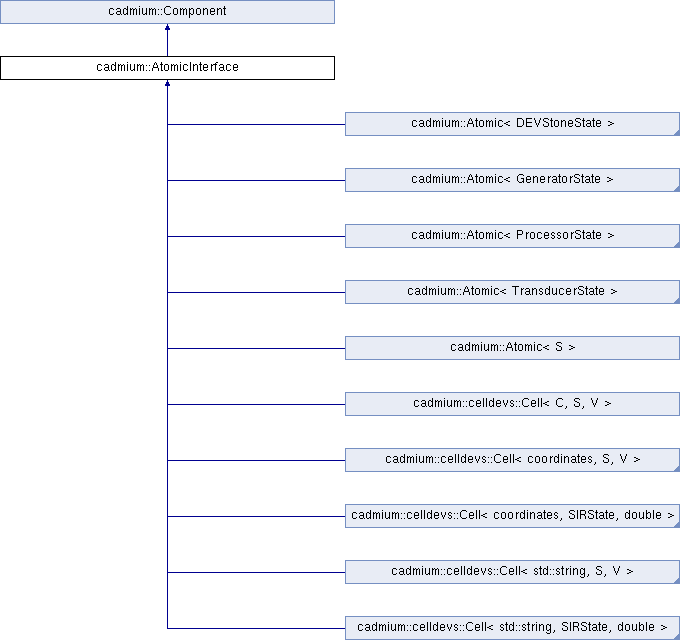 cadmium::Component
cadmium::AtomicInterface
cadmium::Atomic< DEVStoneState >
cadmium::Atomic< GeneratorState >
cadmium::Atomic< ProcessorState >
cadmium::Atomic< TransducerState >
cadmium::Atomic< S >
cadmium::celldevs::Cell< C, S, V >
cadmium::celldevs::Cell< coordinates, S, V >
cadmium::celldevs::Cell< coordinates, SIRState, double >
cadmium::celldevs::Cell< std::string, S, V >
cadmium::celldevs::Cell< std::string, SIRState, double >